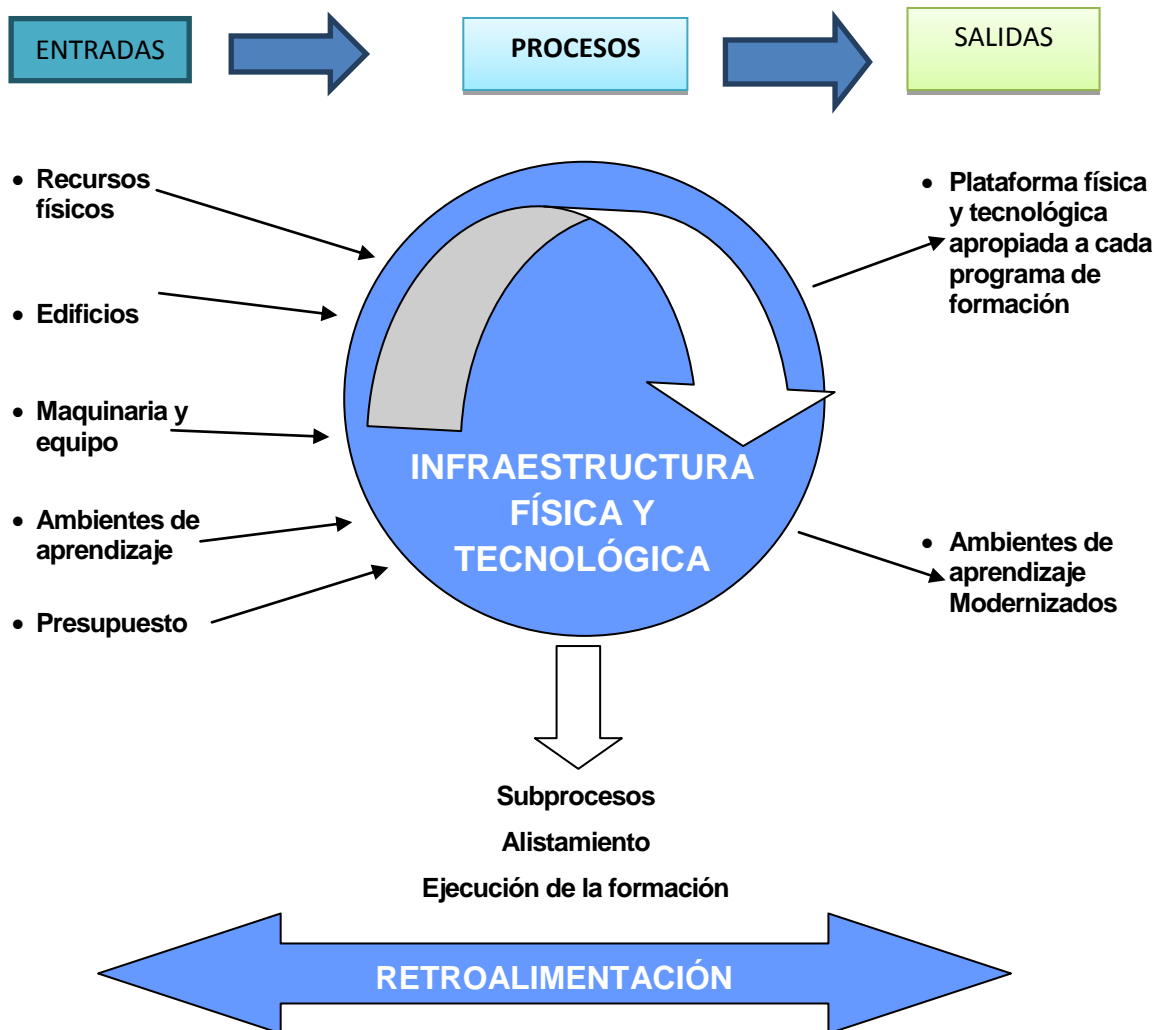 ENTRADAS
PROCESOS
SALIDAS
• Recursos
físicos
• Edificios
• Maquinaria y
equipo
• Ambientes de
aprendizaje
• Presupuesto
INFRAESTRUCTURA
FÍSICA Y
TECNOLÓGICA
• Plataforma física
y tecnológica
apropiada a cada
programa de
formación
• Ambientes de
aprendizaje
Modernizados
Subprocesos
Alistamiento
Ejecución de la formación
RETROALIMENTACIÓN